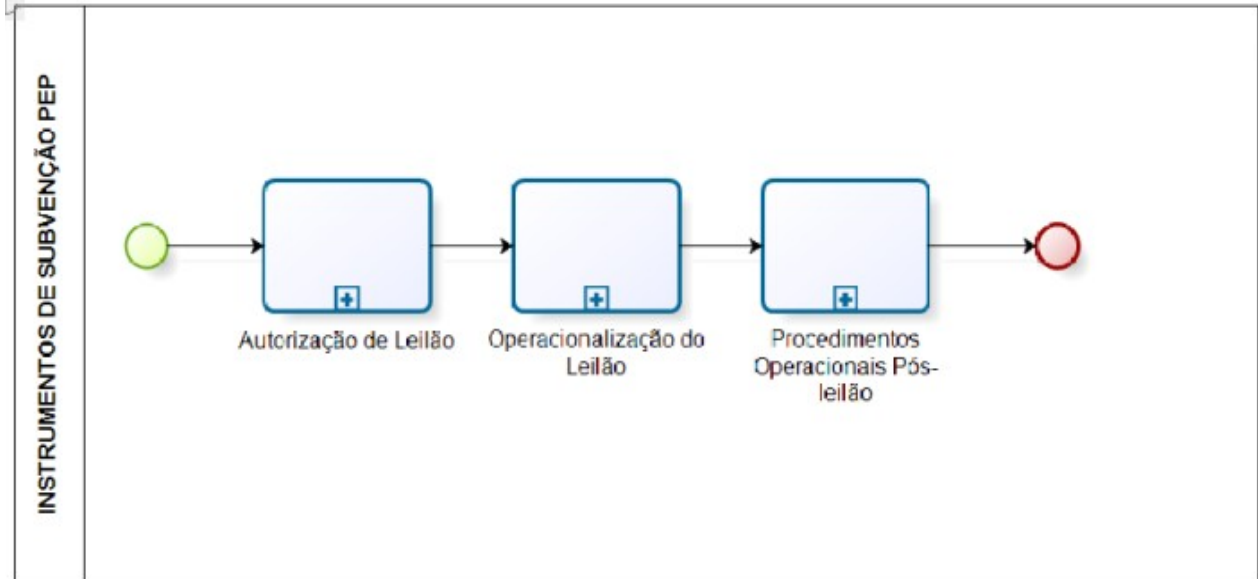 INSTRUMENTOS DE SUBVENÇÃO PEP
Autorização de Leilão
Operacionalização do
Leilão
Procedimentos
Operacionais Pós-
leilão